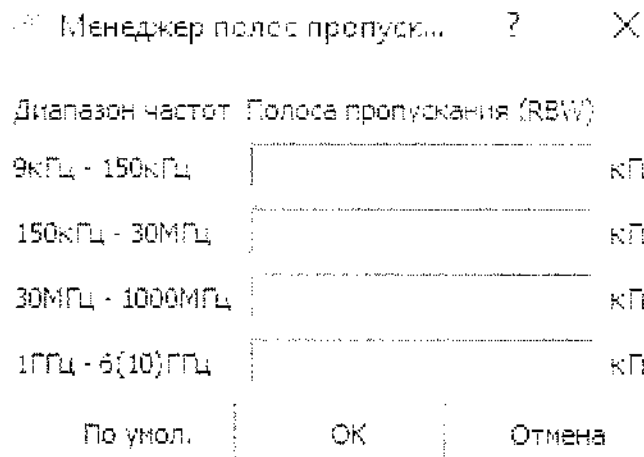 Менеджер полос пропуск... ? X
Диапазон частот Полоса пропускания (RBW)
9кГц - 150кГц кГ
150кГц - 30МГц кГ
30МГц - 1000МГц кГ
1ГГц - 6(10)ГГц кГ
По умол. ОК Отмена